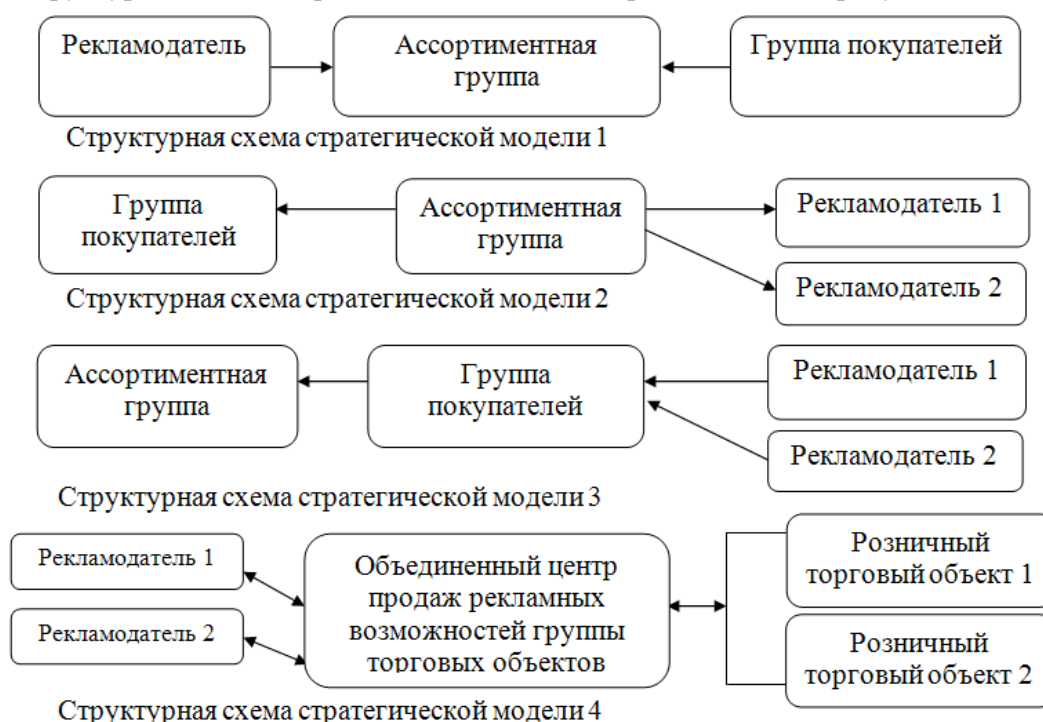 Рекламодатель
Ассортиментная
группа
Группа покупателей
Структурная схема стратегической модели 1
Группа
покупателей
Ассортиментная
группа
Рекламодатель 1
Рекламодатель 2
Структурная схема стратегической модели 2
Ассортиментная
группа
Группа
покупателей
Рекламодатель 1
Рекламодатель 2
Структурная схема стратегической модели 3
Рекламодатель 1
Рекламодатель 2
Объединенный центр
продаж рекламных
возможностей группы
торговых объектов
Розничный
торговый объект 1
Розничный
торговый объект 2
Структурная схема стратегической модели 4